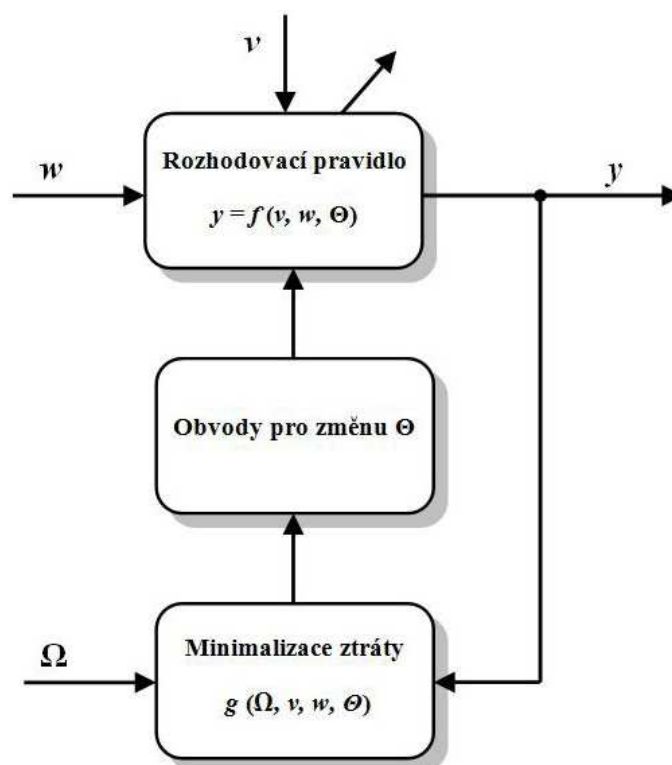 v
Rozhodovací pravidlo
w
y
y = f (v, w, Θ)
Obvody pro změnu Θ
Minimalizace ztráty
Ω
g (Ω, v, w, Θ)